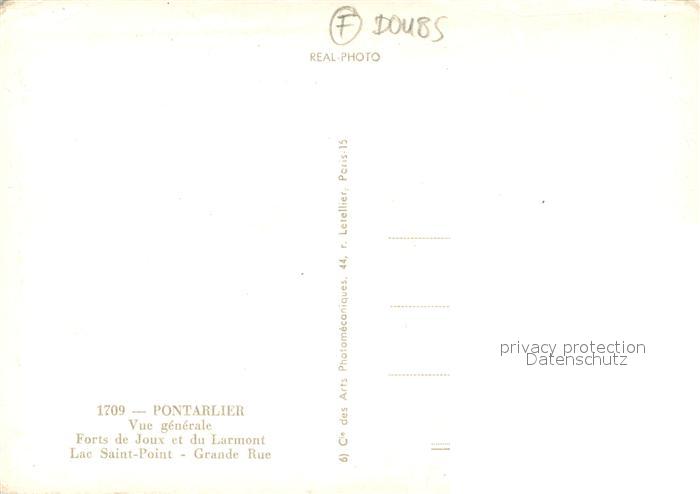 F DOUBS
REAL-PHOTO
6) Cie des Arts Photomécaniques, 44, r. Letellier, Paris-15
privacy protection
Datenschutz
1709 — PONTARLIER
Vue générale
Forts de Joux et du Larmont
Lac Saint-Point - Grande Rue